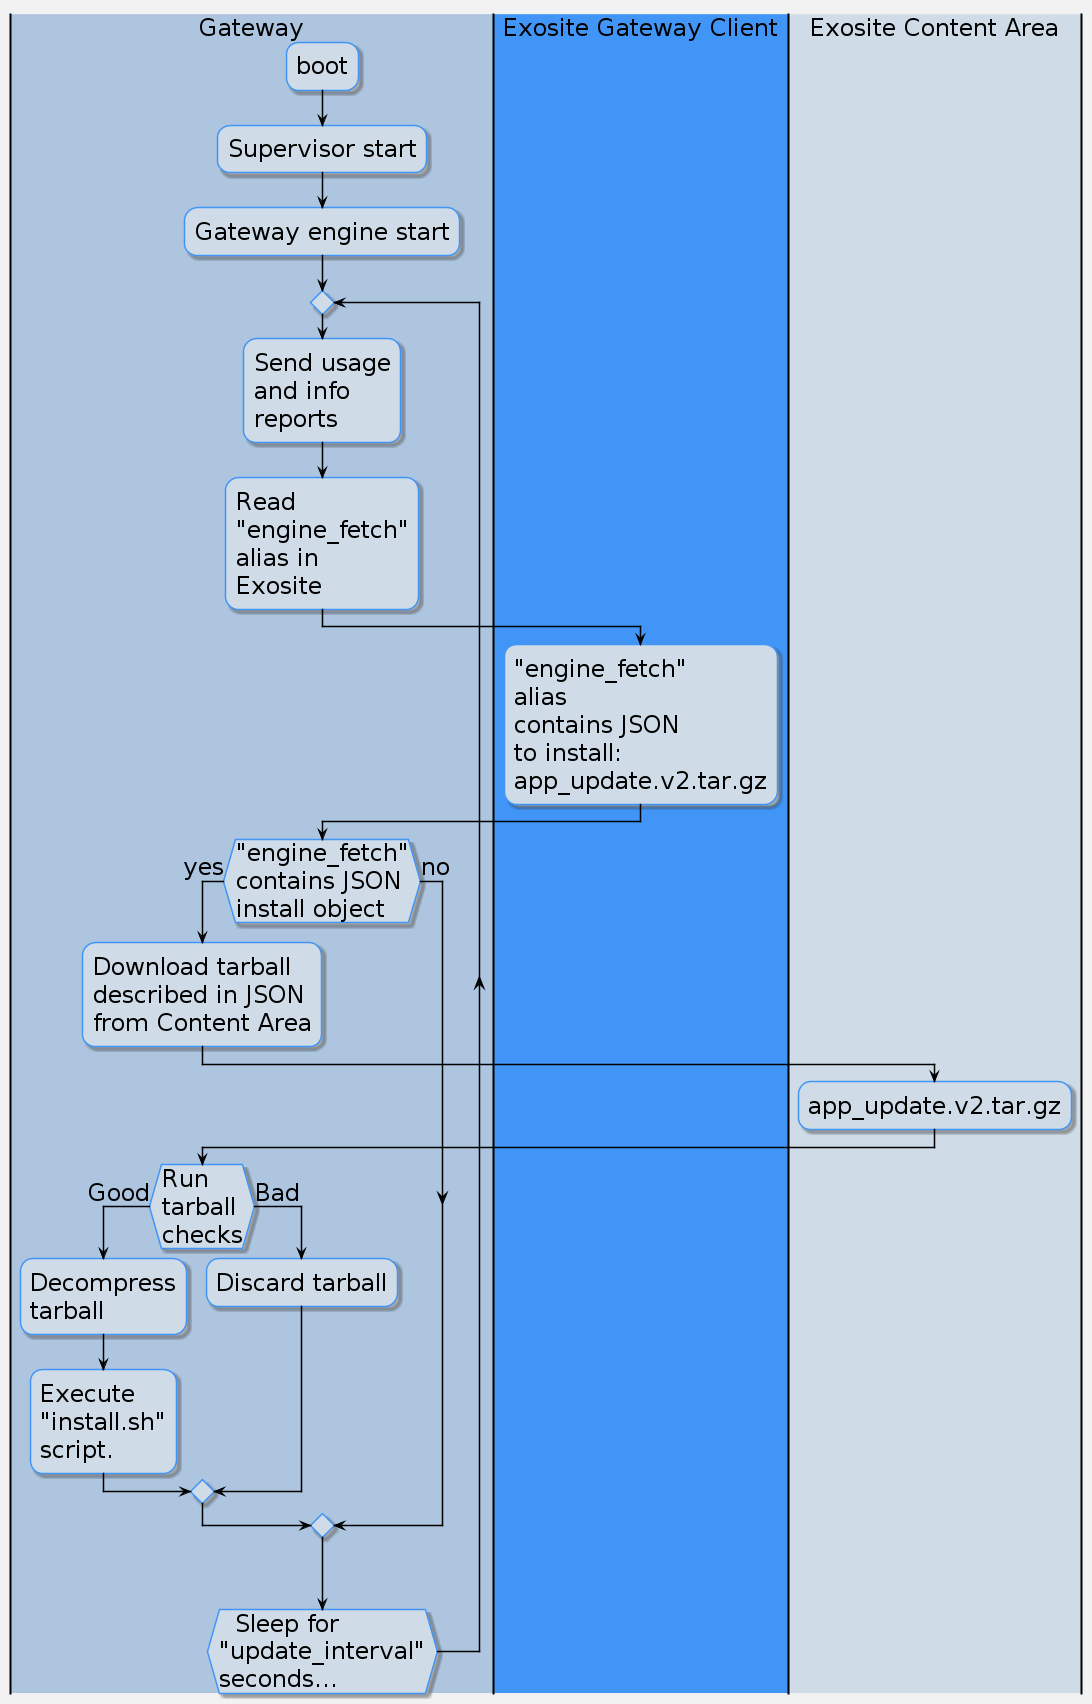 Gateway
Exosite Gateway Client
Exosite Content Area
boot
Supervisor start
Gateway engine start
Send usage
and info
reports
Read
"engine_fetch"
alias in
Exosite
"engine_fetch"
alias
contains JSON
to install:
app_update.v2.tar.gz
yes
"engine_fetch"
contains JSON
install object
no
Download tarball
described in JSON
from Content Area
app_update.v2.tar.gz
Good
Run
tarball
checks
Bad
Decompress
tarball
Discard tarball
Execute
"install.sh"
script.
Sleep for
"update_interval"
seconds...